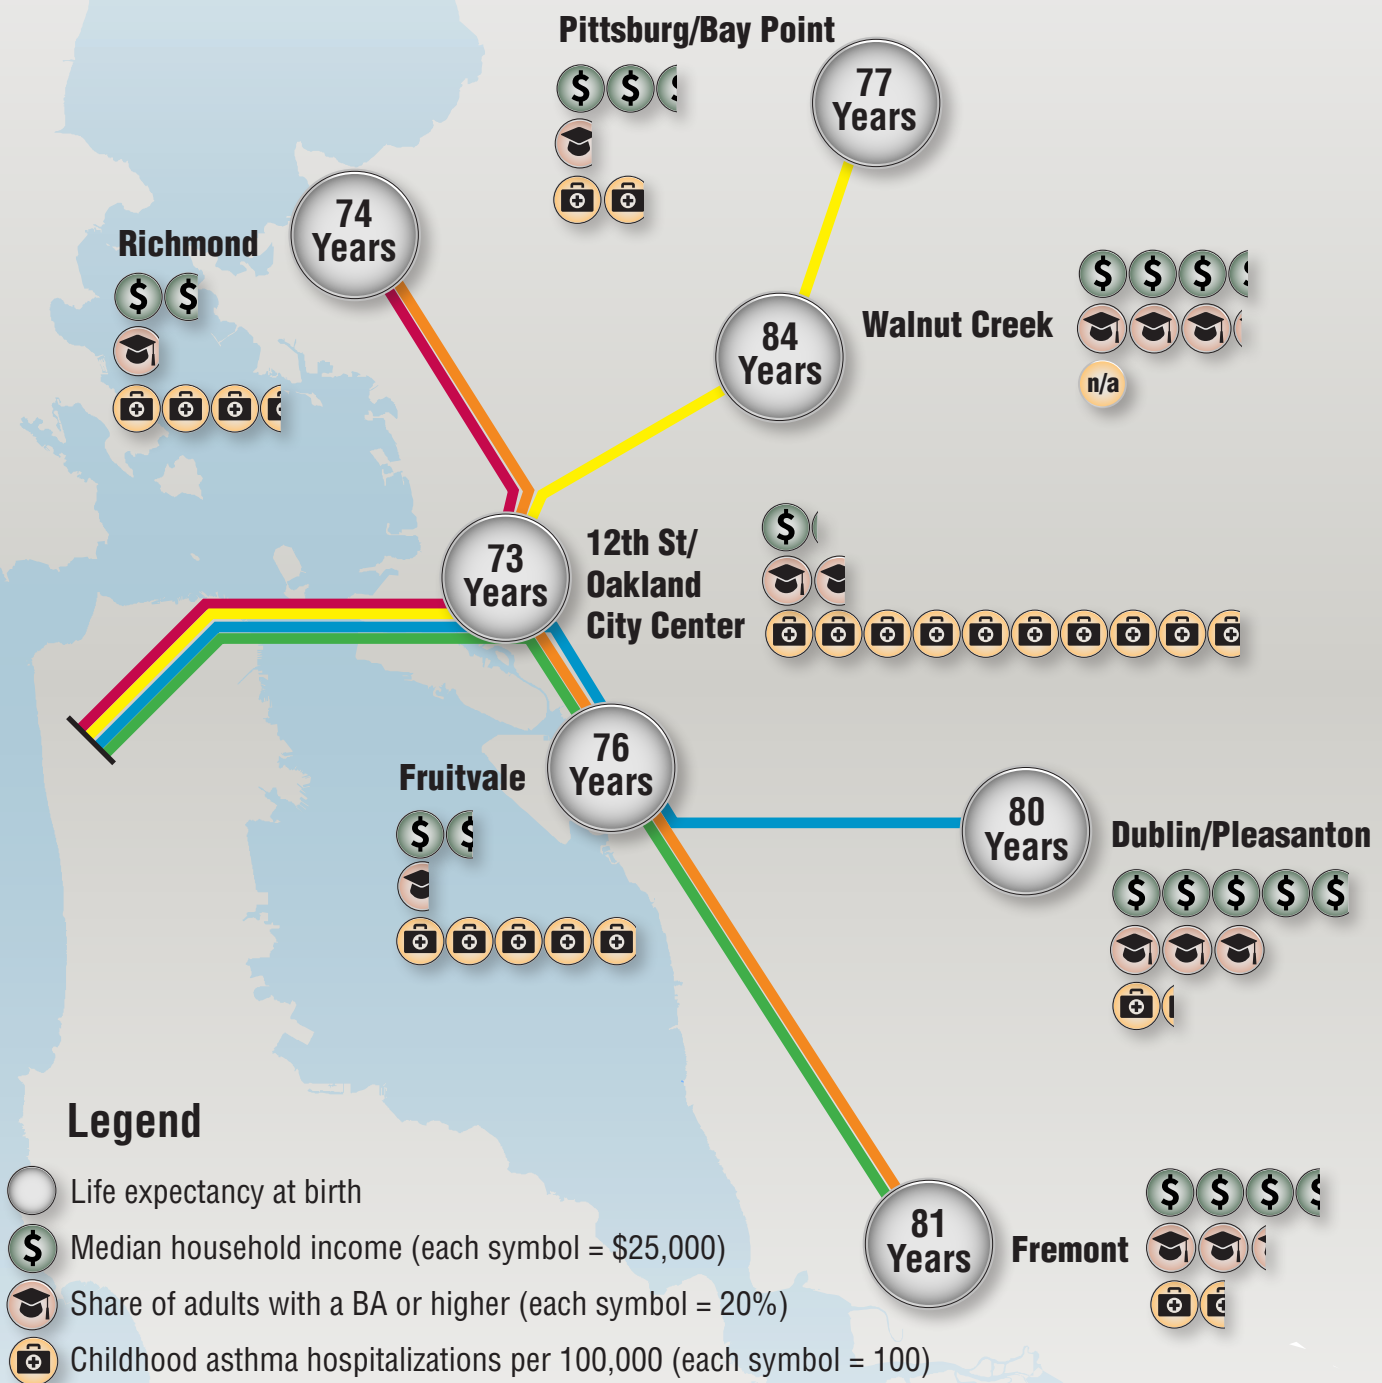 Pittsburg/Bay Point
77
Years
74
Years
Richmond
84
Years
Walnut Creek
n/a
73
Years
12th St/
Oakland
City Center
76
Years
Fruitvale
80
Years
Dublin/Pleasanton
81
Years
Fremont
Legend
Life expectancy at birth
$ Median household income (each symbol = $25,000)
Share of adults with a BA or higher (each symbol = 20%)
Childhood asthma hospitalizations per 100,000 (each symbol = 100)